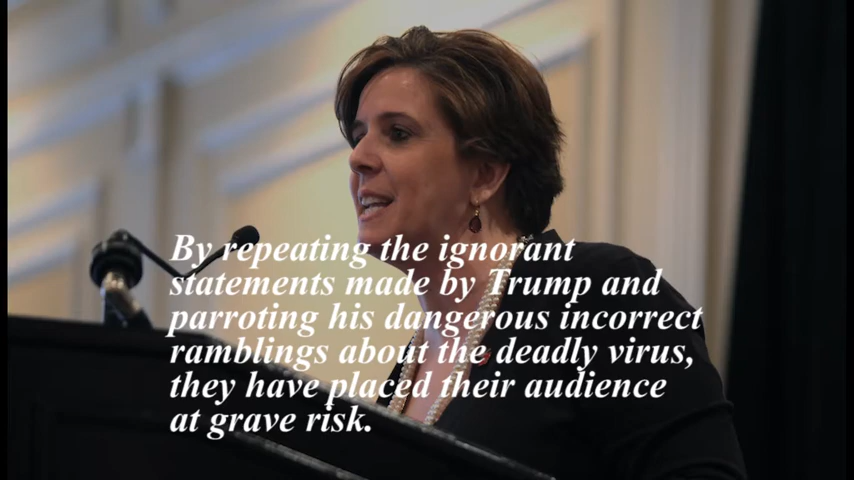 By repeating the ignorant
statements made by Trump and
parroting his dangerous incorrect
ramblings about the deadly virus,
they have placed their audience
at grave risk.